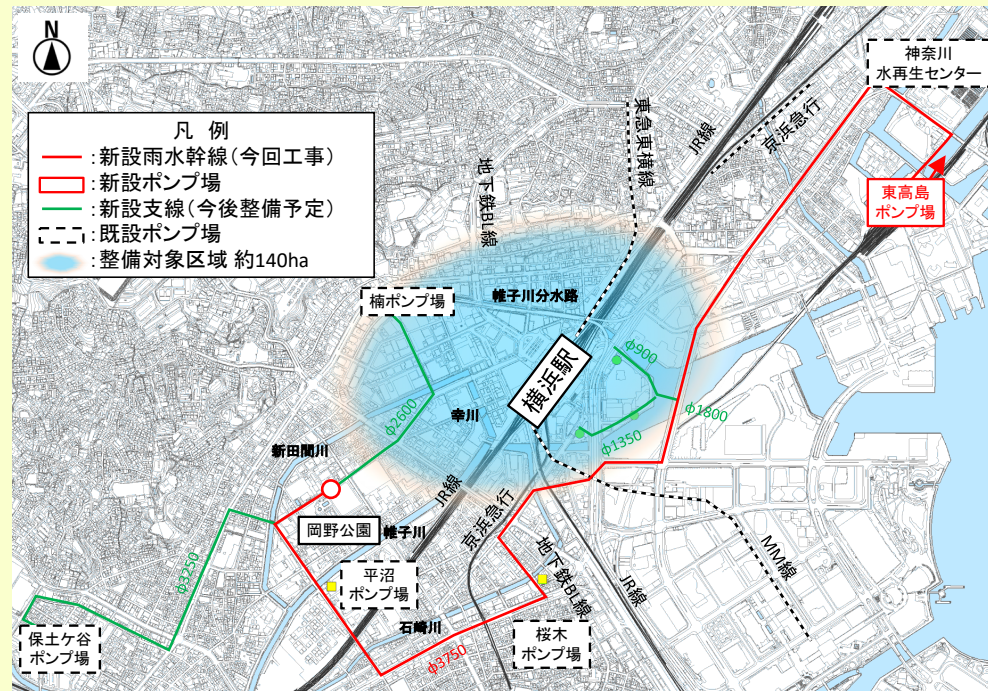 N
凡 例
:新設雨水幹線(今回工事)
:新設ポンプ場
:新設支線(今後整備予定)
:既設ポンプ場
:整備対象区域 約140ha
神奈川
水再生センター
東急東横線
JR線
京浜急行
地下鉄BL線
東高島
ポンプ場
楠ポンプ場
帷子川分水路
横浜駅
φ900
φ2600
幸川
φ1800
φ1350
新田間川
JR線
京浜急行
岡野公園
帷子川
φ3250
平沼
ポンプ場
地下鉄BL線
JR線
MM線
石崎川
保土ケ谷
ポンプ場
φ3750
桜木
ポンプ場